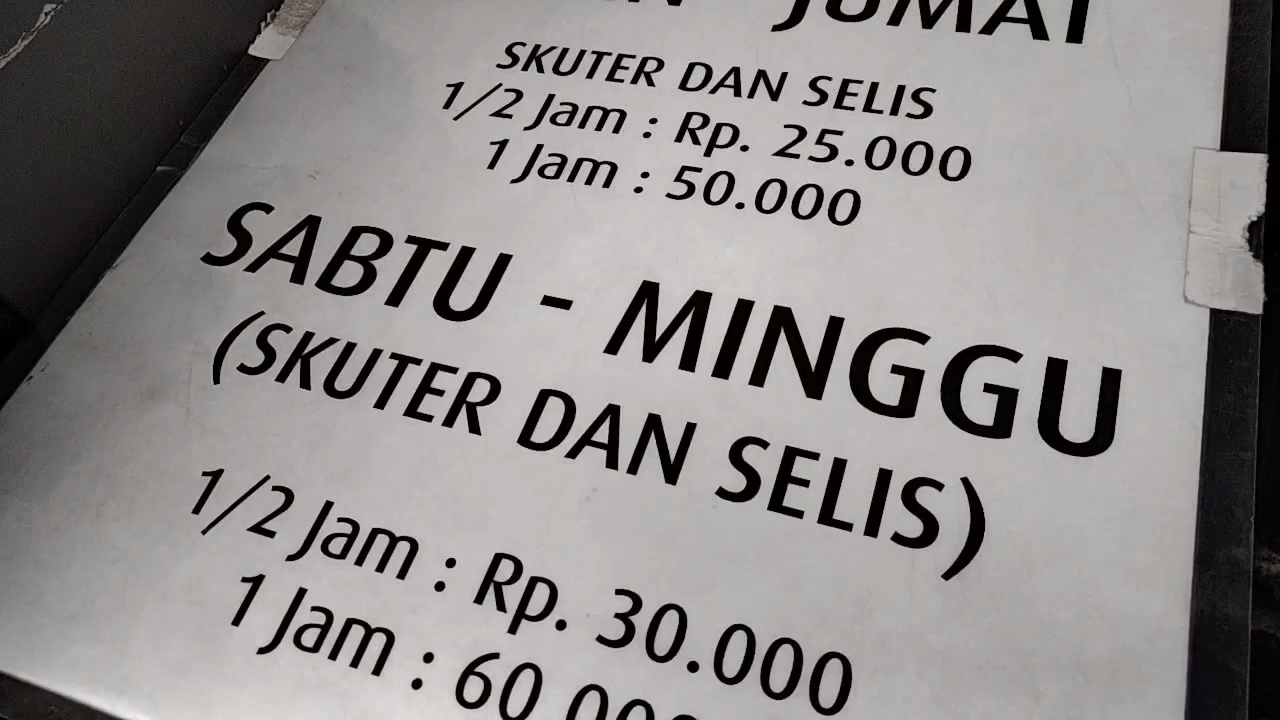 JUMAT
SKUTER DAN SELIS
1/2 Jam : Rp. 25.000
1 Jam : 50.000
SABTU - MINGGU
(SKUTER DAN SELIS)
1/2 Jam : Rp. 30.000
1 Jam : 60.000